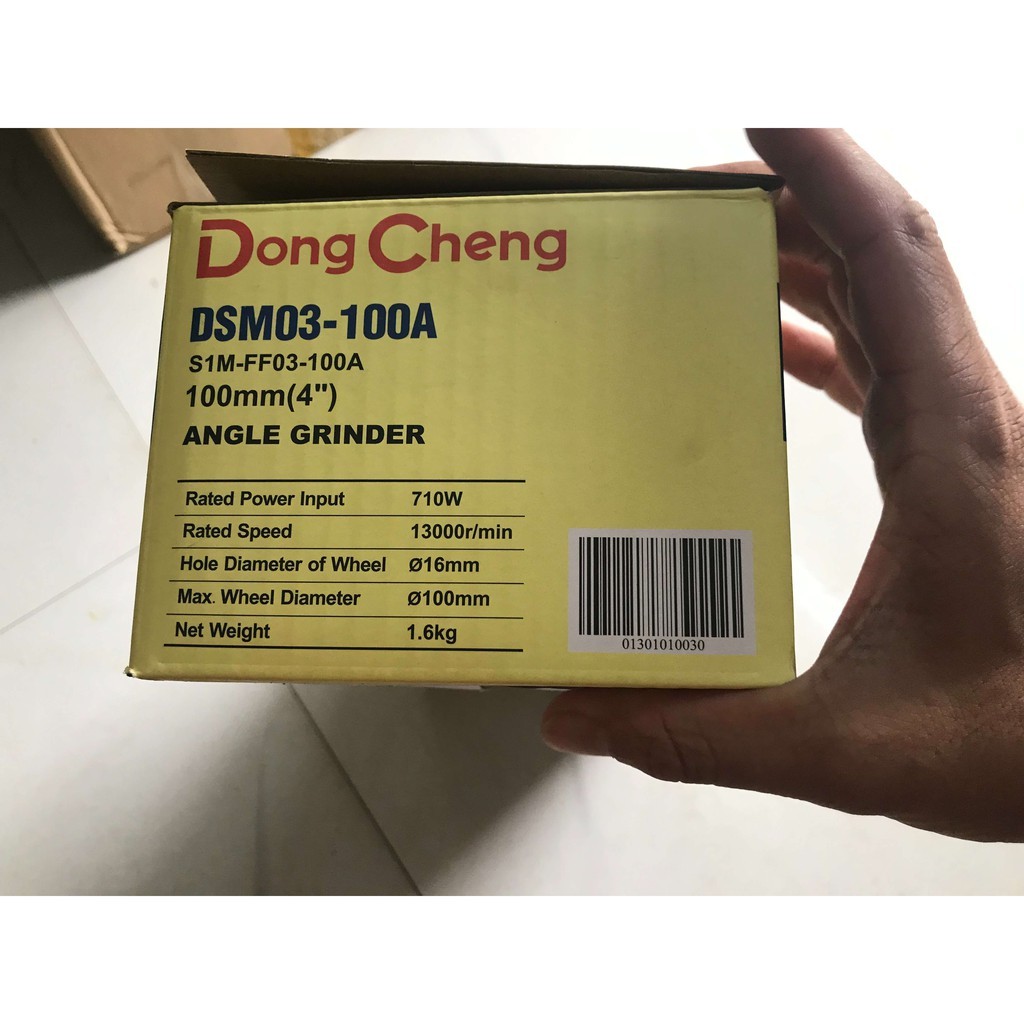 Dong Cheng
DSM03-100A
S1M-FF03-100A
100mm(4")
ANGLE GRINDER
Rated Power Input 710W
Rated Speed 13000r/min
Hole Diameter of Wheel Ø16mm
Max. Wheel Diameter Ø100mm
Net Weight 1.6kg
01301010030